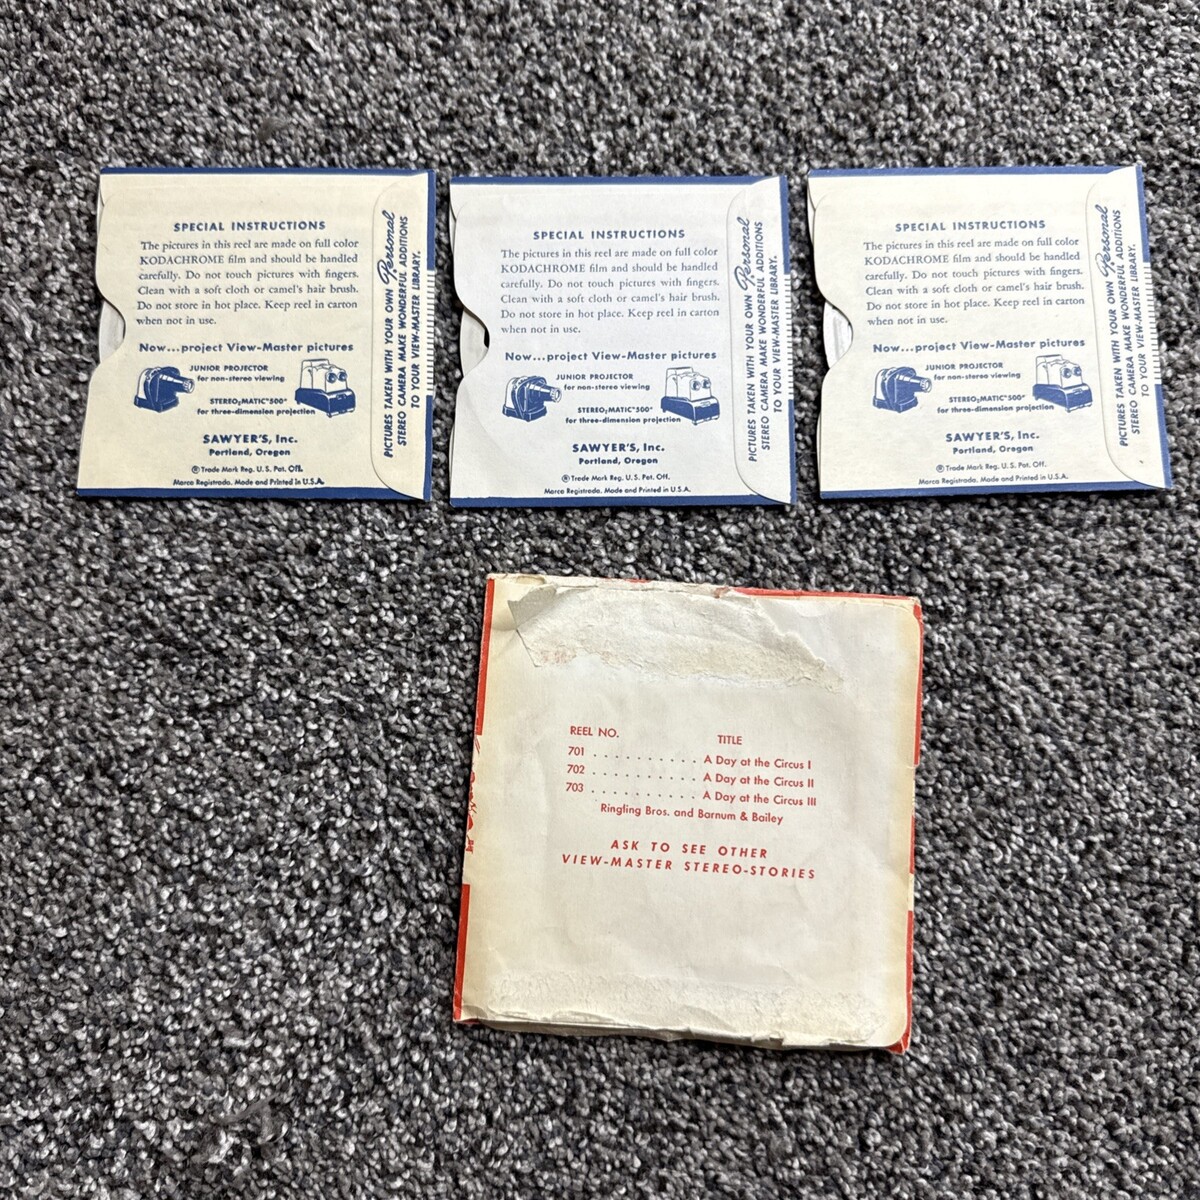 SPECIAL INSTRUCTIONS
The pictures in this reel are made on full color
KODACHROME film and should be handled
carefully. Do not touch pictures with fingers.
Clean with a soft cloth or camel's hair brush.
Do not store in hot place. Keep reel in carton
when not in use.
Now...project View-Master pictures
JUNIOR PROJECTOR
for non-stereo viewing
STEREO₂MATIC "500"
for three-dimension projection
SAWYER'S, Inc.
Portland, Oregon
® Trade Mark Reg. U. S. Pat. Off.
Marca Registrada. Made and Printed in U.S.A.
PICTURES TAKEN WITH YOUR OWN Personal
STEREO CAMERA MAKE WONDERFUL ADDITIONS
TO YOUR VIEW-MASTER LIBRARY.
SPECIAL INSTRUCTIONS
The pictures in this reel are made on full color
KODACHROME film and should be handled
carefully. Do not touch pictures with fingers.
Clean with a soft cloth or camel's hair brush.
Do not store in hot place. Keep reel in carton
when not in use.
Now...project View-Master pictures
JUNIOR PROJECTOR
for non-stereo viewing
STEREO₂MATIC "500"
for three-dimension projection
SAWYER'S, Inc.
Portland, Oregon
® Trade Mark Reg. U. S. Pat. Off.
Marca Registrada. Made and Printed in U.S.A.
PICTURES TAKEN WITH YOUR OWN Personal
STEREO CAMERA MAKE WONDERFUL ADDITIONS
TO YOUR VIEW-MASTER LIBRARY.
SPECIAL INSTRUCTIONS
The pictures in this reel are made on full color
KODACHROME film and should be handled
carefully. Do not touch pictures with fingers.
Clean with a soft cloth or camel's hair brush.
Do not store in hot place. Keep reel in carton
when not in use.
Now...project View-Master pictures
JUNIOR PROJECTOR
for non-stereo viewing
STEREO₂MATIC "500"
for three-dimension projection
SAWYER'S, Inc.
Portland, Oregon
® Trade Mark Reg. U. S. Pat. Off.
Marca Registrada. Made and Printed in U.S.A.
PICTURES TAKEN WITH YOUR OWN Personal
STEREO CAMERA MAKE WONDERFUL ADDITIONS
TO YOUR VIEW-MASTER LIBRARY.
REEL NO. TITLE
701 . . . . . . . . . . A Day at the Circus I
702 . . . . . . . . . . A Day at the Circus II
703 . . . . . . . . . . A Day at the Circus III
Ringling Bros. and Barnum & Bailey
ASK TO SEE OTHER
VIEW-MASTER STEREO-STORIES